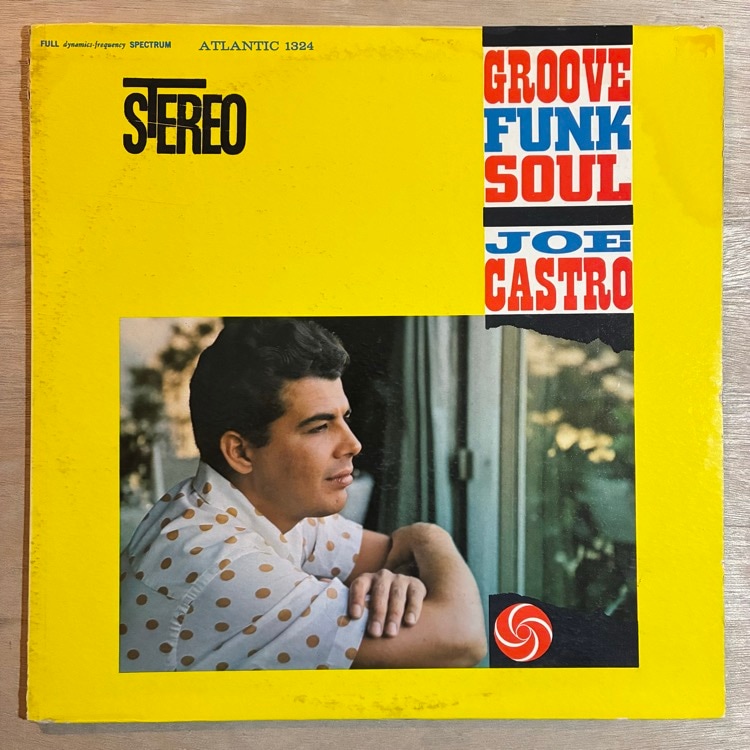 FULL dynamics-frequency SPECTRUM
ATLANTIC 1324
STEREO
GROOVE
FUNK
SOUL
JOE
CASTRO